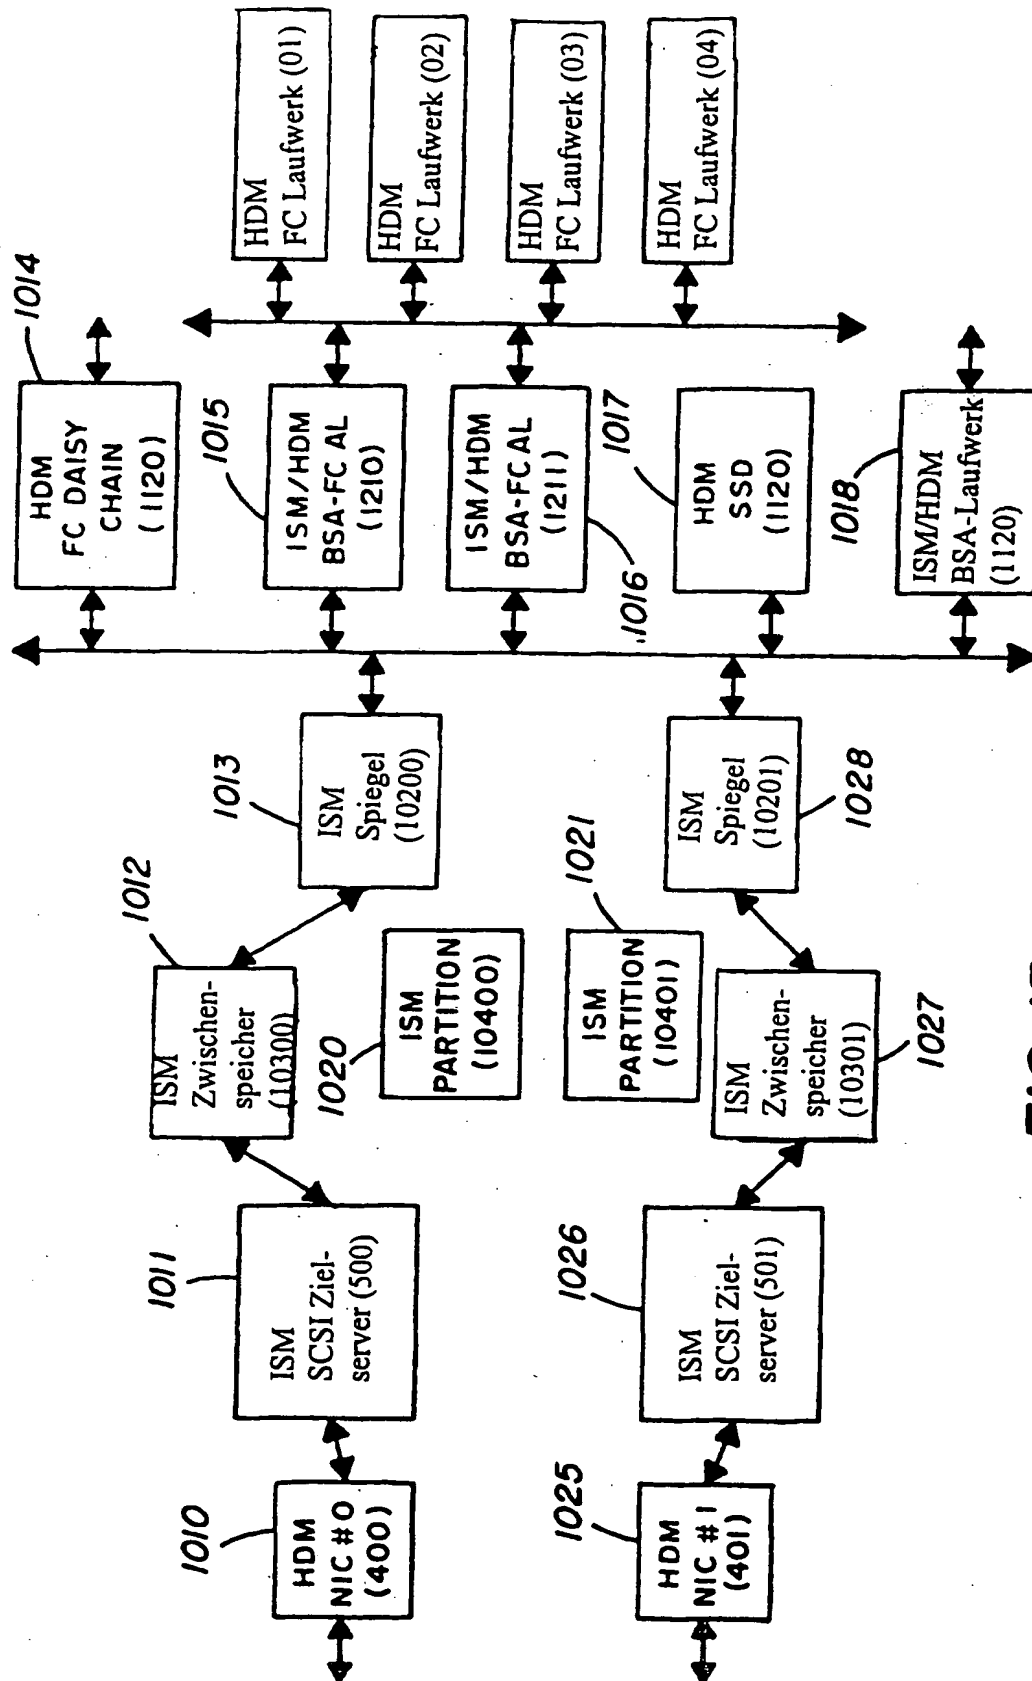 1014
HDM
FC DAISY
CHAIN
(1120)
1015
ISM/HDM
BSA-FC AL
(1210)
ISM/HDM
BSA-FC AL
(1211)
1016
1017
HDM
SSD
(1120)
1018
ISM/HDM
BSA-Laufwerk
(1120)
HDM
FC Laufwerk (01)
HDM
FC Laufwerk (02)
HDM
FC Laufwerk (03)
HDM
FC Laufwerk (04)
1010
HDM
NIC #0
(400)
1011
ISM
SCSI Ziel-
server (500)
1012
ISM
Zwischen-
speicher
(10300)
1013
ISM
Spiegel
(10200)
1020
ISM
PARTITION
(10400)
1021
ISM
PARTITION
(10401)
1025
HDM
NIC #1
(401)
1026
ISM
SCSI Ziel-
server (501)
1027
ISM
Zwischen-
speicher
(10301)
1028
ISM
Spiegel
(10201)